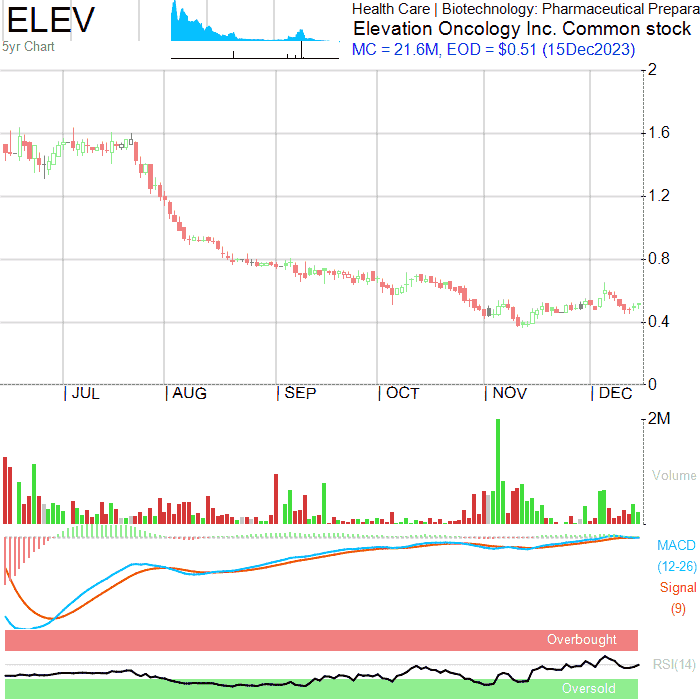 ELEV
5yr Chart
Health Care | Biotechnology: Pharmaceutical Prepara
Elevation Oncology Inc. Common stock
MC = 21.6M, EOD = $0.51 (15Dec2023)
2
1.6
1.2
0.8
0.4
0
| JUL | AUG | SEP | OCT | NOV | DEC
2M
Volume
MACD
(12-26)
Signal
(9)
Overbought
RSI(14)
Oversold